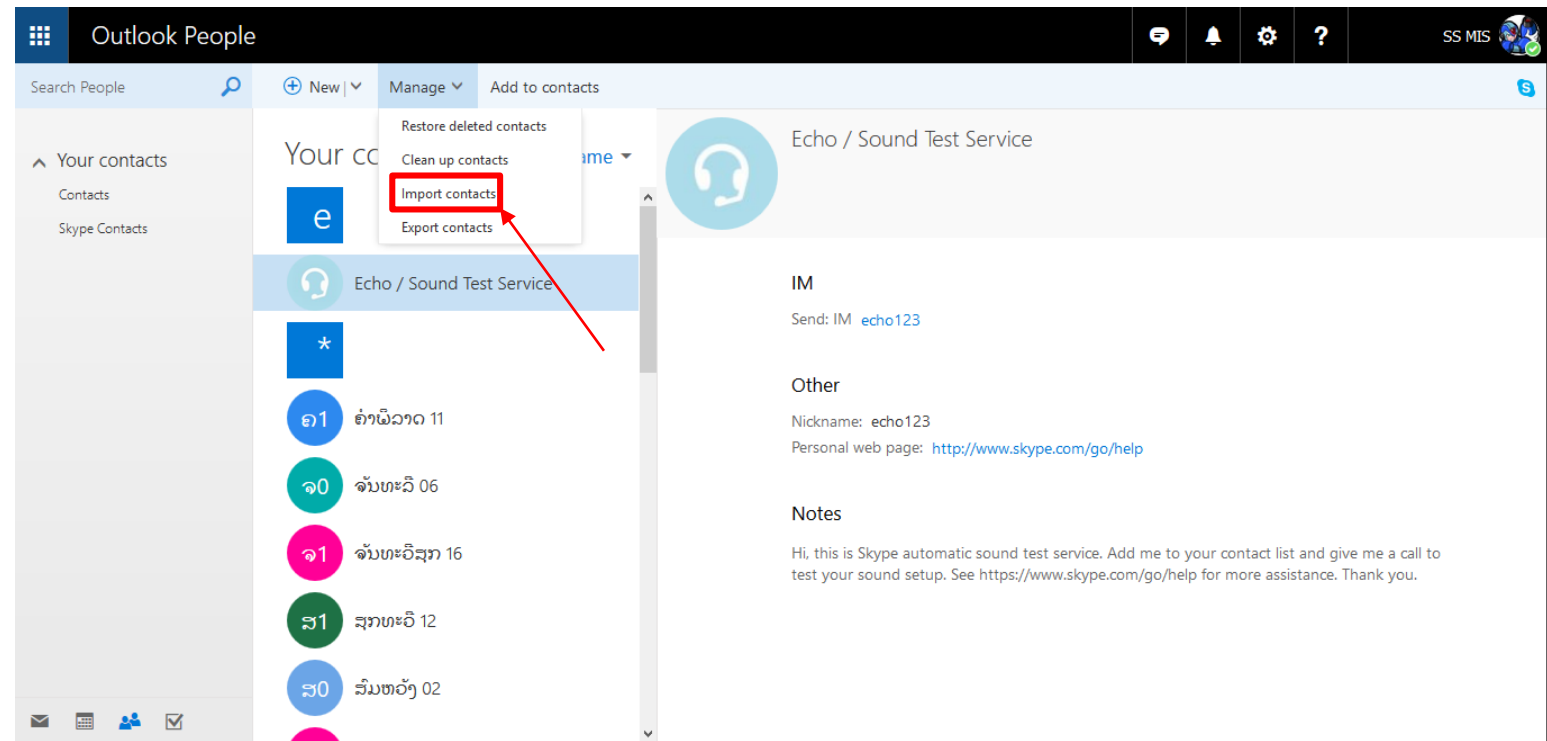 Outlook People
?
SS MIS
Search People
New
Manage
Add to contacts
Your contacts
Contacts
Skype Contacts
Your co
ame
Restore deleted contacts
Clean up contacts
Import contacts
Export contacts
e
Echo / Sound Test Service
*
ຄ1 ຄຳພິລາດ 11
ຈ0 ຈັນທະລີ 06
ຈ1 ຈັນທະວີສຸກ 16
ສ1 ສຸກທະວີ 12
ສ0 ສົມຫວັງ 02
Echo / Sound Test Service
IM
Send: IM echo123
Other
Nickname: echo123
Personal web page: http://www.skype.com/go/help
Notes
Hi, this is Skype automatic sound test service. Add me to your contact list and give me a call to
test your sound setup. See https://www.skype.com/go/help for more assistance. Thank you.